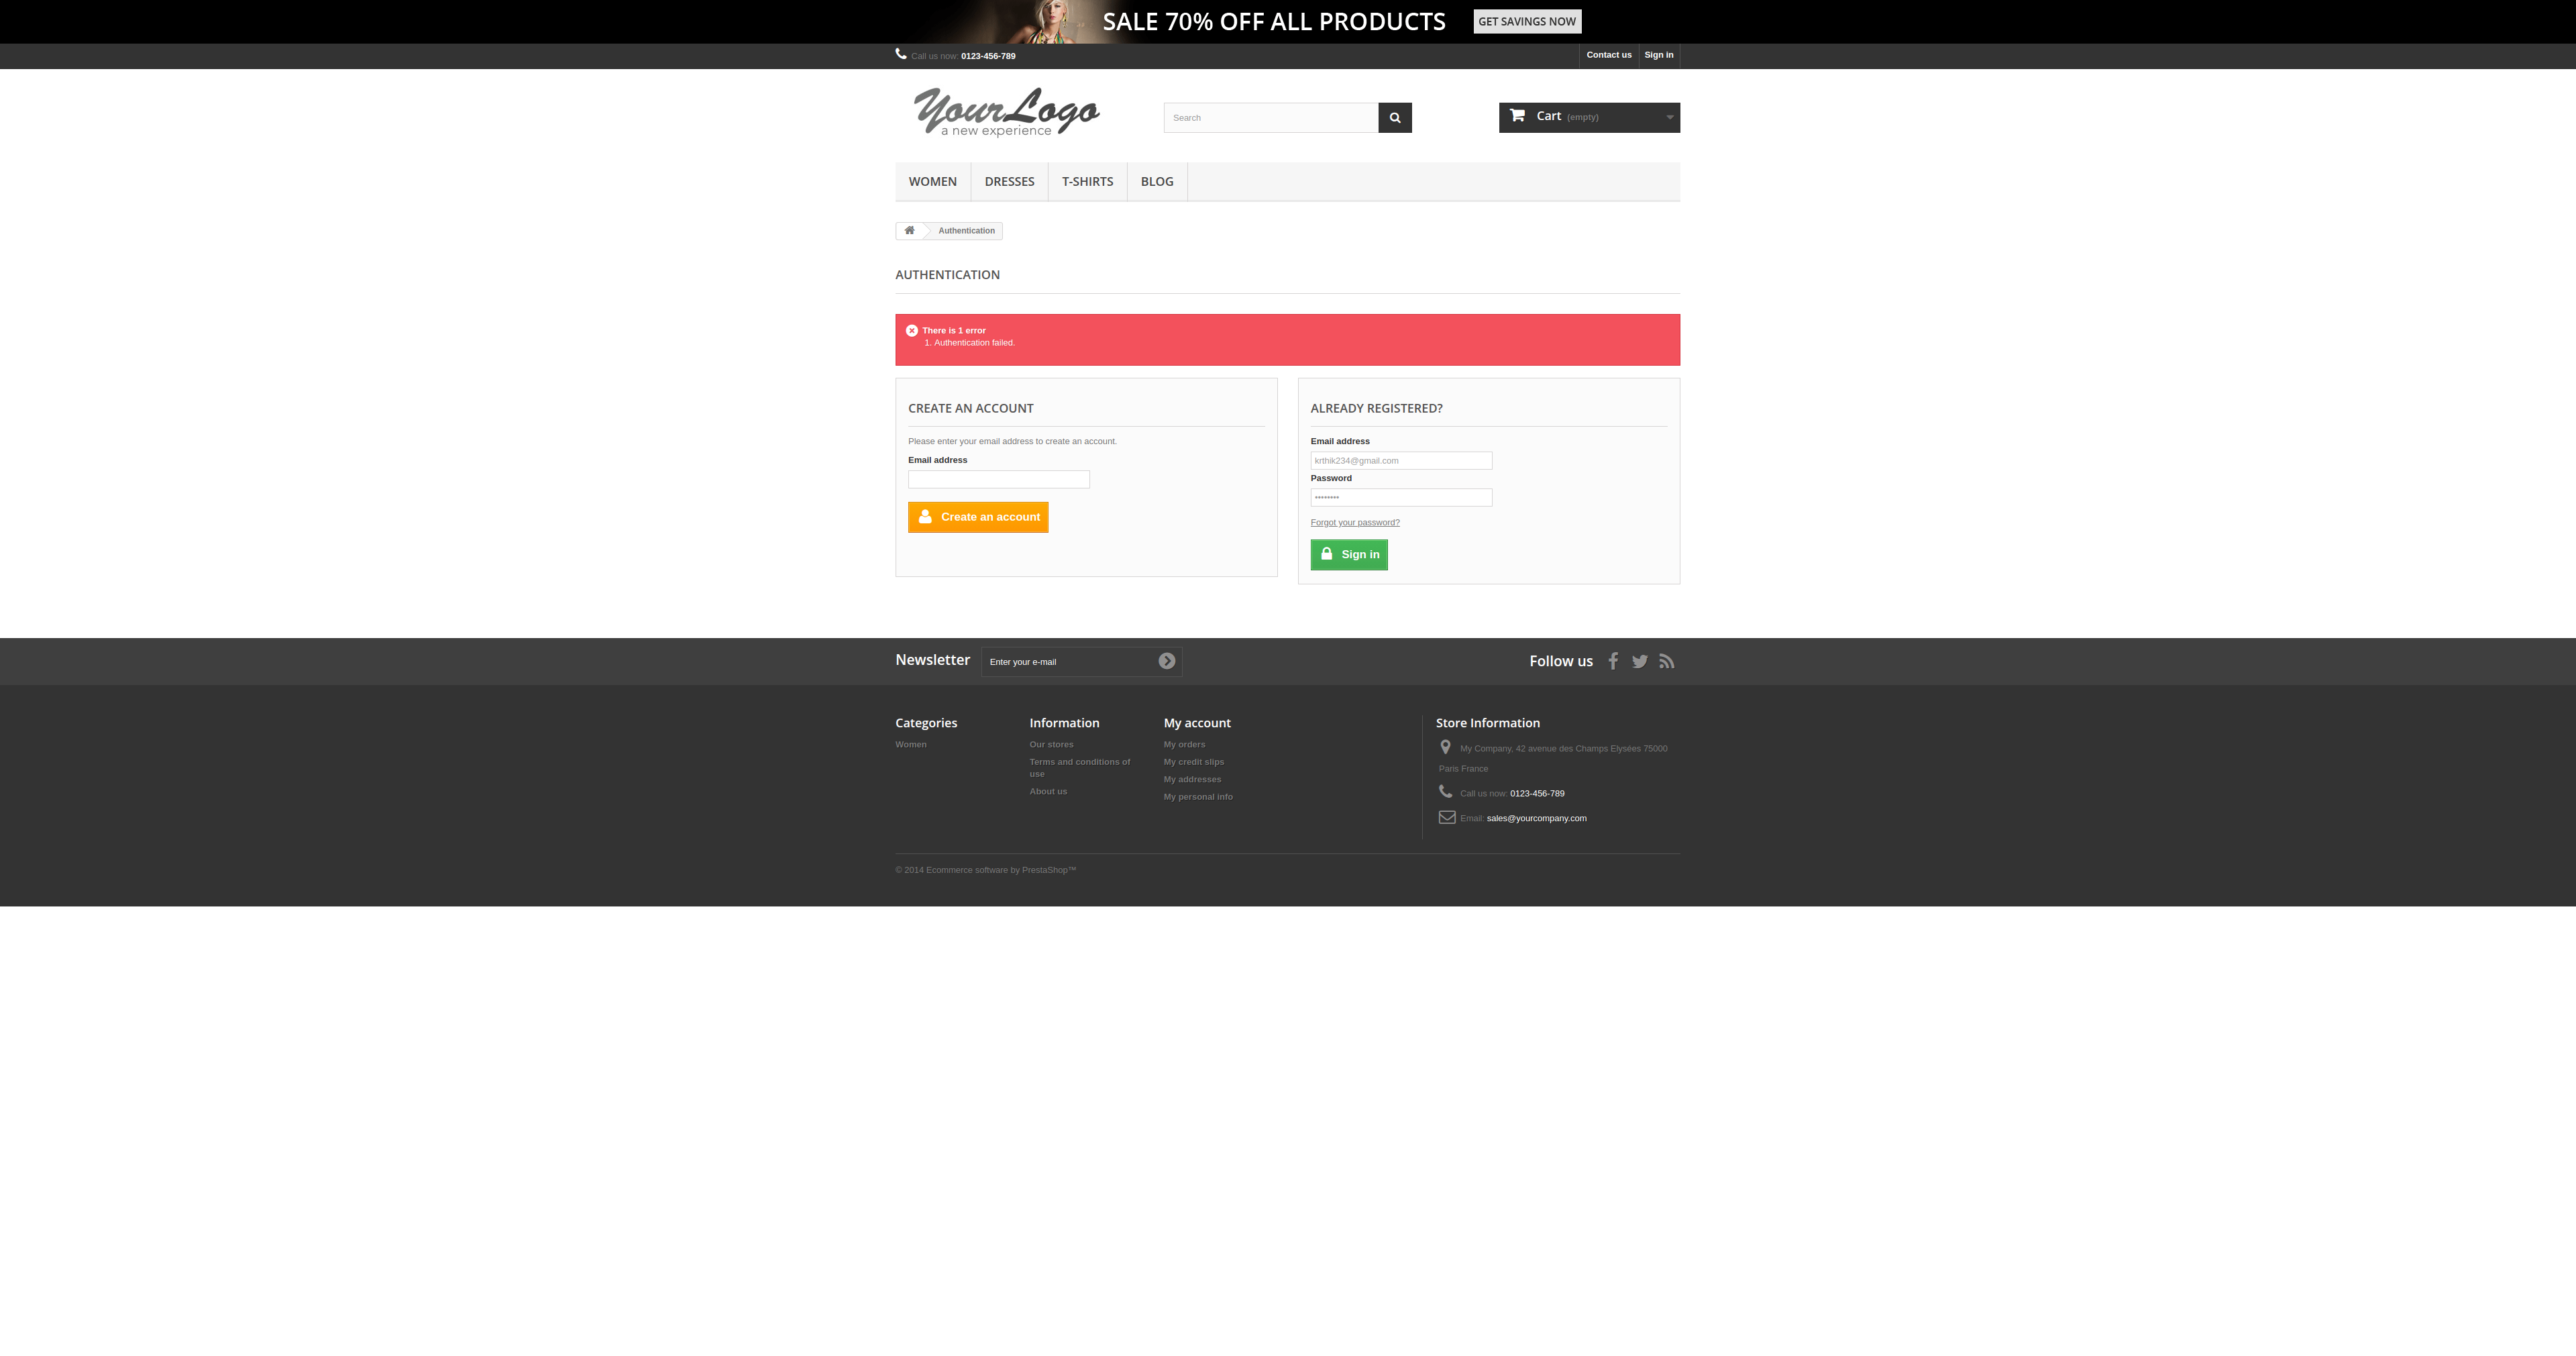 SALE 70% OFF ALL PRODUCTS GET SAVINGS NOW
Call us now: 0123-456-789 Contact us Sign in
Your Logo
a new experience
Search
Cart (empty)
WOMEN DRESSES T-SHIRTS BLOG
Authentication
AUTHENTICATION
There is 1 error
1. Authentication failed.
CREATE AN ACCOUNT
Please enter your email address to create an account.
Email address
Create an account
ALREADY REGISTERED?
Email address
krthik234@gmail.com
Password
••••••••
Forgot your password?
Sign in
Newsletter Enter your e-mail Follow us
Categories
Women
Information
Our stores
Terms and conditions of
use
About us
My account
My orders
My credit slips
My addresses
My personal info
Store Information
My Company, 42 avenue des Champs Elysées 75000
Paris France
Call us now: 0123-456-789
Email: sales@yourcompany.com
© 2014 Ecommerce software by PrestaShop™